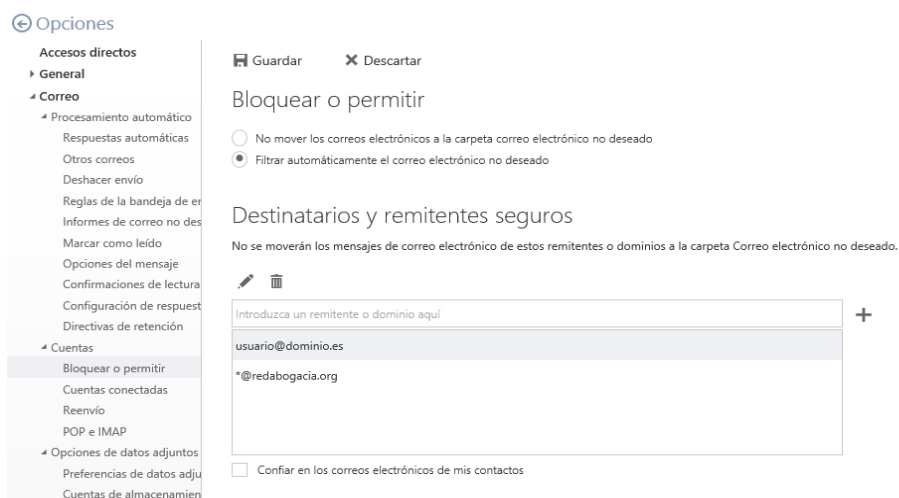 Opciones
Accesos directos
General
Correo
Procesamiento automático
Respuestas automáticas
Otros correos
Deshacer envío
Reglas de la bandeja de er
Informes de correo no des
Marcar como leído
Opciones del mensaje
Confirmaciones de lectura
Configuración de respuest
Directivas de retención
Cuentas
Bloquear o permitir
Cuentas conectadas
Reenvío
POP e IMAP
Opciones de datos adjuntos
Preferencias de datos adju
Cuentas de almacenamien
Guardar Descartar
Bloquear o permitir
No mover los correos electrónicos a la carpeta correo electrónico no deseado
Filtrar automáticamente el correo electrónico no deseado
Destinatarios y remitentes seguros
No se moverán los mensajes de correo electrónico de estos remitentes o dominios a la carpeta Correo electrónico no deseado.
Introduzca un remitente o dominio aquí
usuario@dominio.es
*@redabogacia.org
Confiar en los correos electrónicos de mis contactos